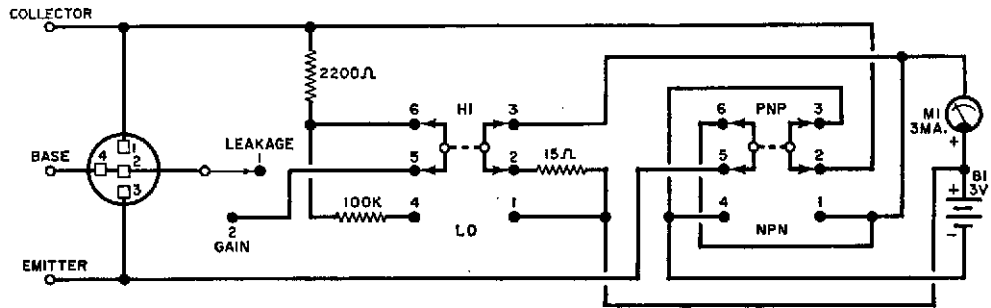 COLLECTOR
2200Ω
6 HI 3
6 PNP 3
M1
3MA.
+
BASE
4 1 2 3
LEAKAGE
1
5 2 15Ω
5 2
B1
3V
+
-
2
GAIN
100K 4 LO 1
4 NPN 1
EMITTER